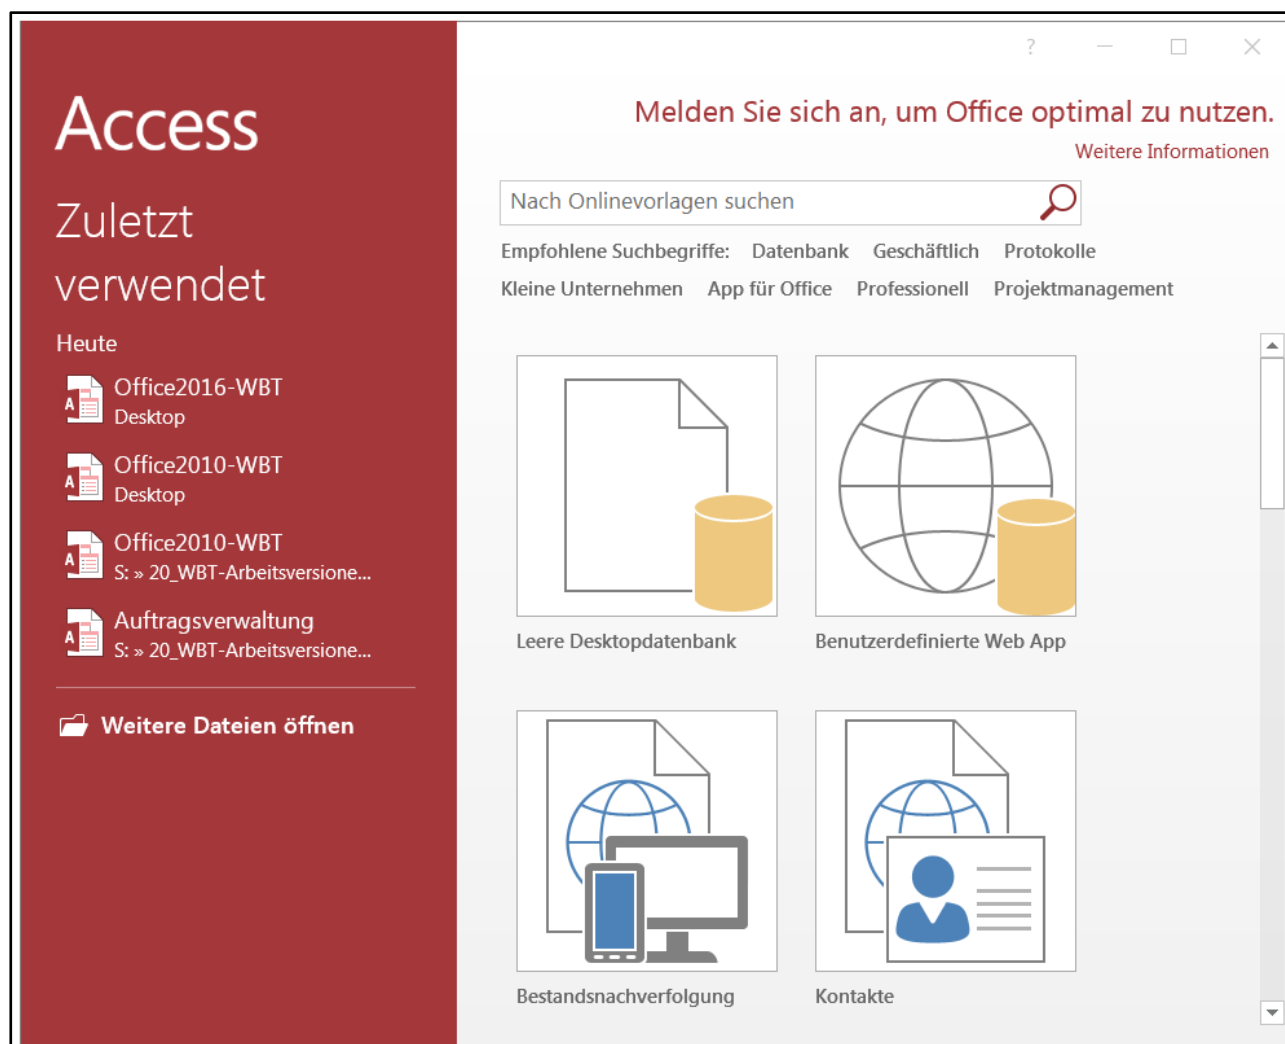 Access
Zuletzt
verwendet
Heute
Office2016-WBT
Desktop
Office2010-WBT
Desktop
Office2010-WBT
S: » 20_WBT-Arbeitsversione...
Auftragsverwaltung
S: » 20_WBT-Arbeitsversione...
Weitere Dateien öffnen
?
Melden Sie sich an, um Office optimal zu nutzen.
Weitere Informationen
Nach Onlinevorlagen suchen
Empfohlene Suchbegriffe: Datenbank Geschäftlich Protokolle
Kleine Unternehmen App für Office Professionell Projektmanagement
Leere Desktopdatenbank
Benutzerdefinierte Web App
Bestandsnachverfolgung
Kontakte